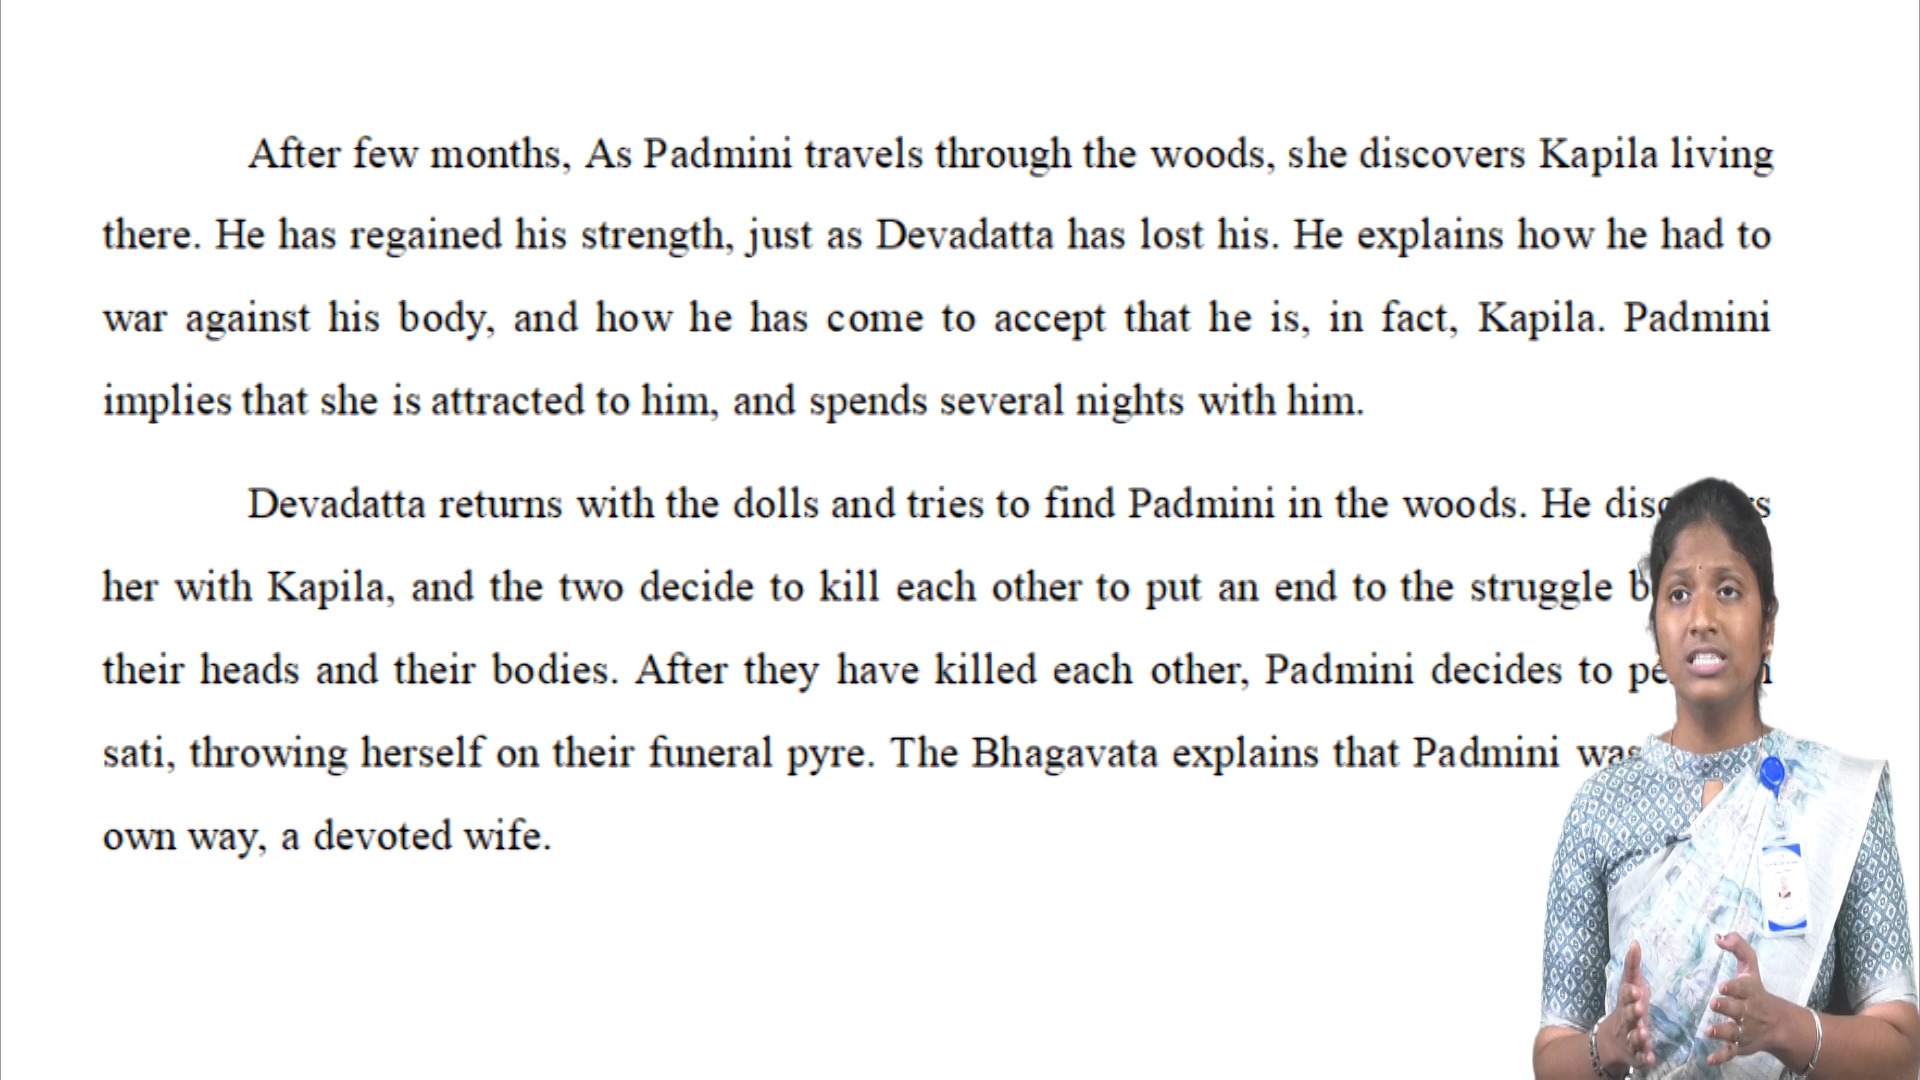 After few months, As Padmini travels through the woods, she discovers Kapila living
there. He has regained his strength, just as Devadatta has lost his. He explains how he had to
war against his body, and how he has come to accept that he is, in fact, Kapila. Padmini
implies that she is attracted to him, and spends several nights with him.
Devadatta returns with the dolls and tries to find Padmini in the woods. He
her with Kapila, and the two decide to kill each other to put an end to the struggle
their heads and their bodies. After they have killed each other, Padmini decides to
sati, throwing herself on their funeral pyre. The Bhagavata explains that Padmini was
own way, a devoted wife.